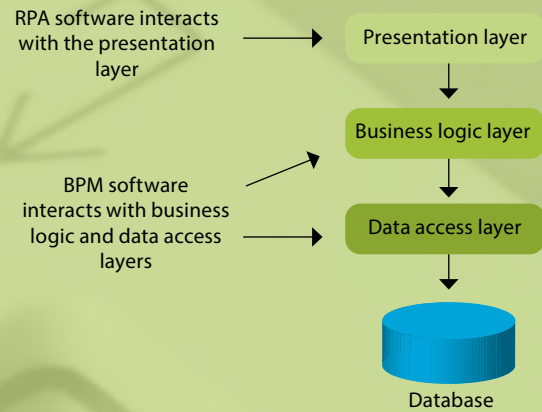 RPA software interacts
with the presentation
layer
Presentation layer
Business logic layer
BPM software
interacts with business
logic and data access
layers
Data access layer
Database